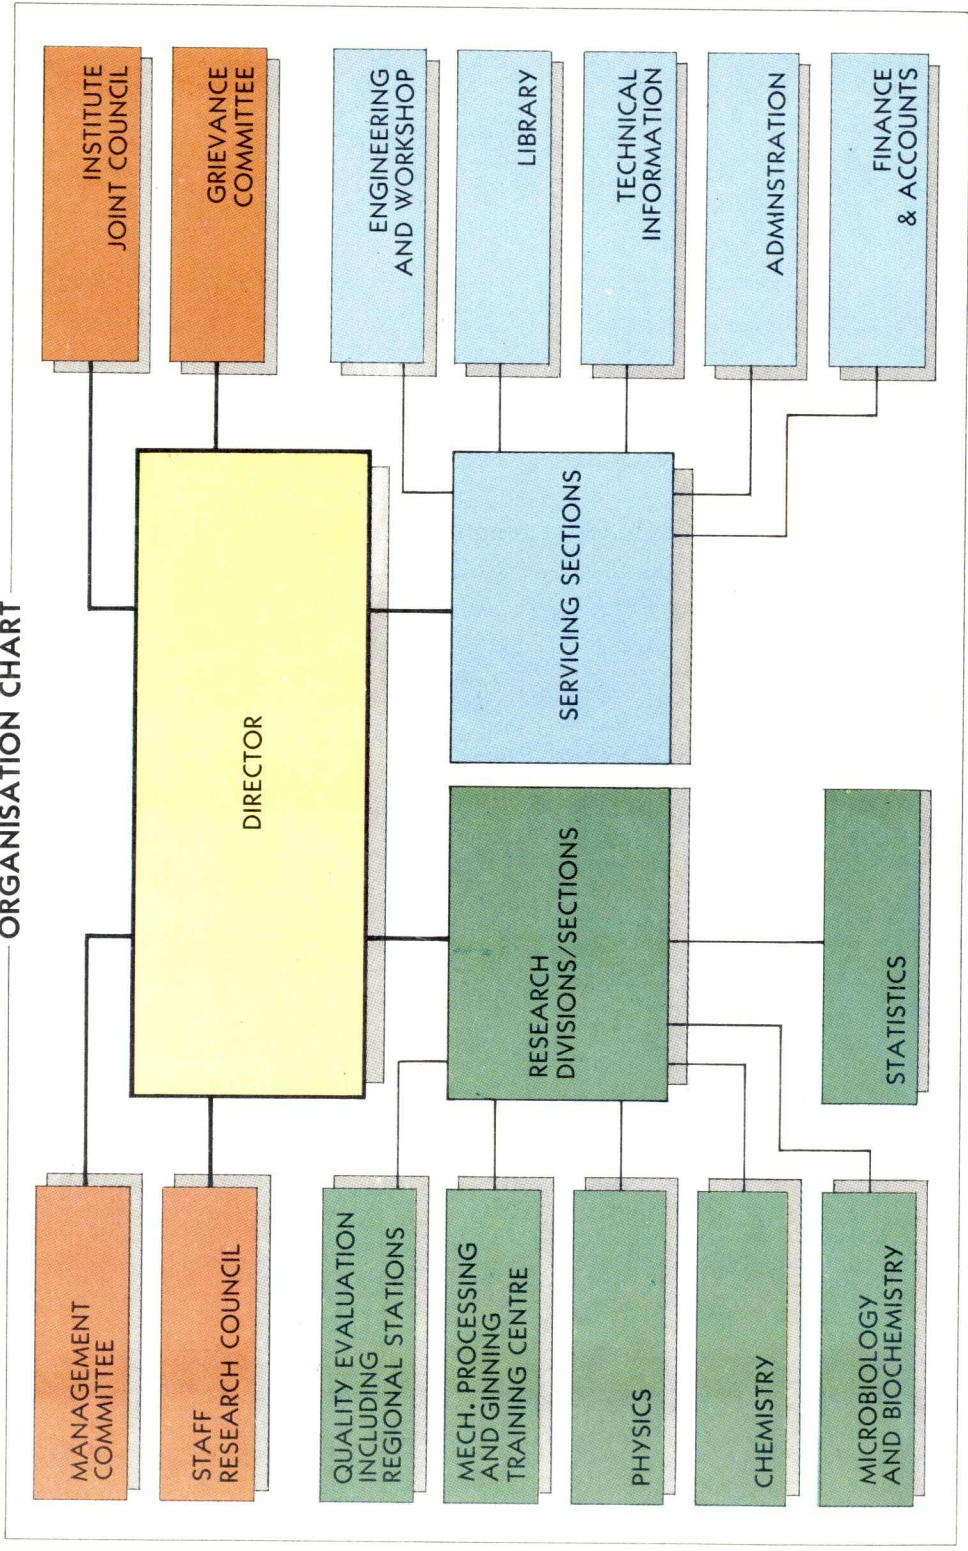 ORGANISATION CHART
MANAGEMENT
COMMITTEE
STAFF
RESEARCH COUNCIL
DIRECTOR
INSTITUTE
JOINT COUNCIL
GRIEVANCE
COMMITTEE
QUALITY EVALUATION
INCLUDING
REGIONAL STATIONS
MECH. PROCESSING
AND GINNING
TRAINING CENTRE
PHYSICS
CHEMISTRY
MICROBIOLOGY
AND BIOCHEMISTRY
RESEARCH
DIVISIONS/SECTIONS
STATISTICS
SERVICING SECTIONS
ENGINEERING
AND WORKSHOP
LIBRARY
TECHNICAL
INFORMATION
ADMINSTRATION
FINANCE
& ACCOUNTS